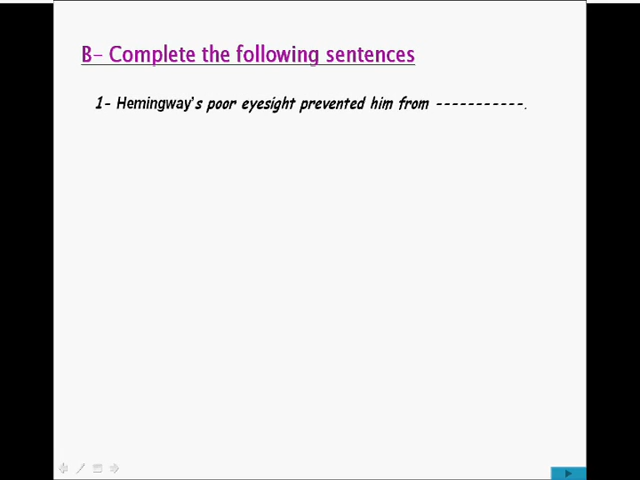 B- Complete the following sentences
1- Hemingway's poor eyesight prevented him from -----------.